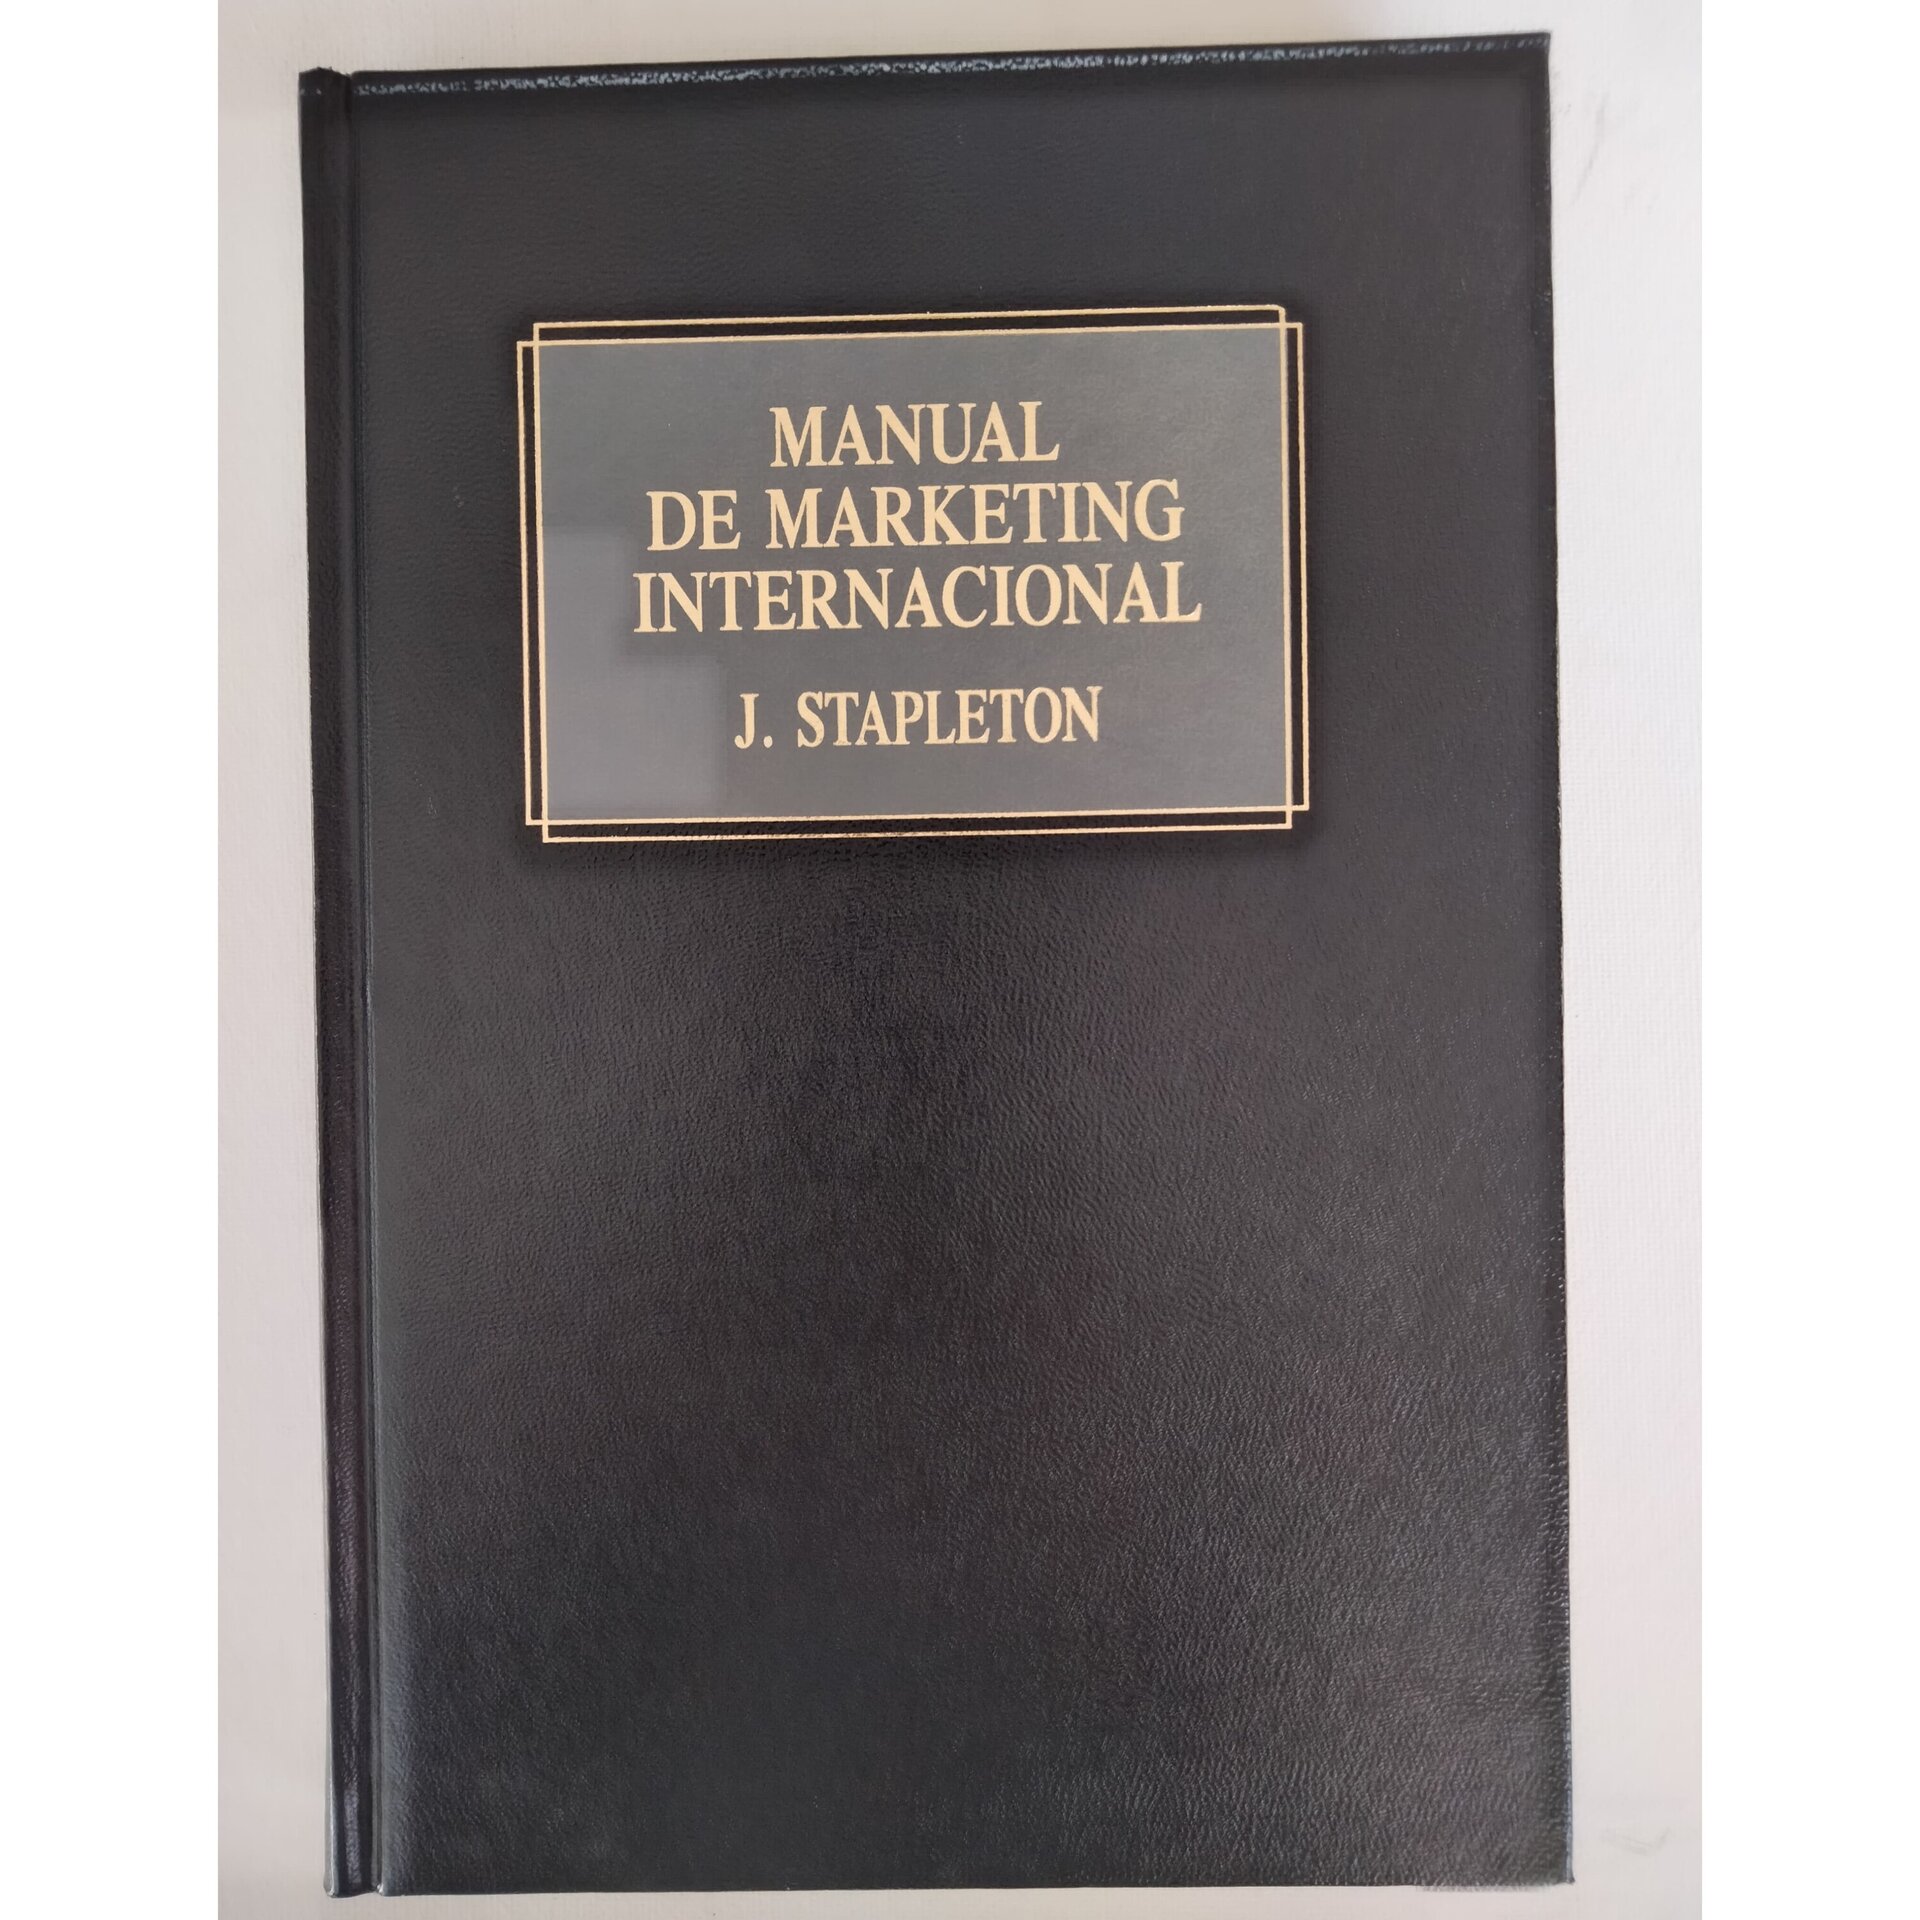 MANUAL
DE MARKETING
INTERNACIONAL
J. STAPLETON